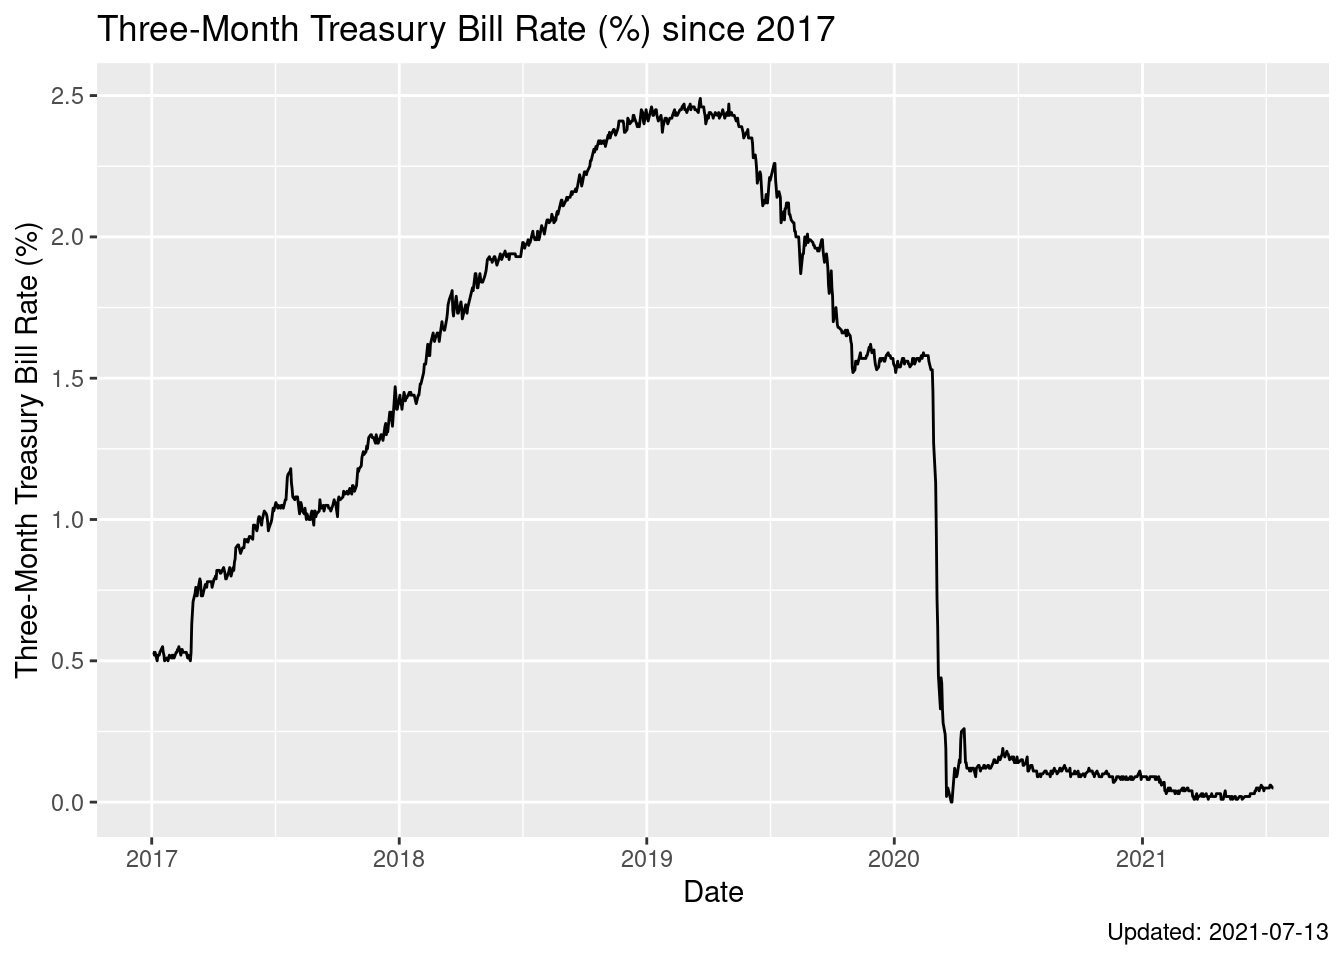 Three-Month Treasury Bill Rate (%) since 2017
Three-Month Treasury Bill Rate (%)
2.5
2.0
1.5
1.0
0.5
0.0
2017 2018 2019 2020 2021
Date
Updated: 2021-07-13